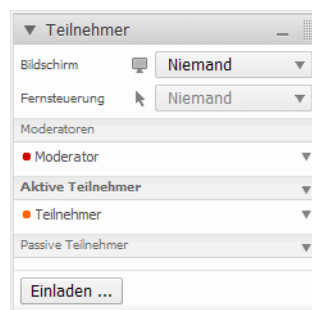 Teilnehmer
Bildschirm Niemand
Fernsteuerung Niemand
Moderatoren
Moderator
Aktive Teilnehmer
Teilnehmer
Passive Teilnehmer
Einladen ...